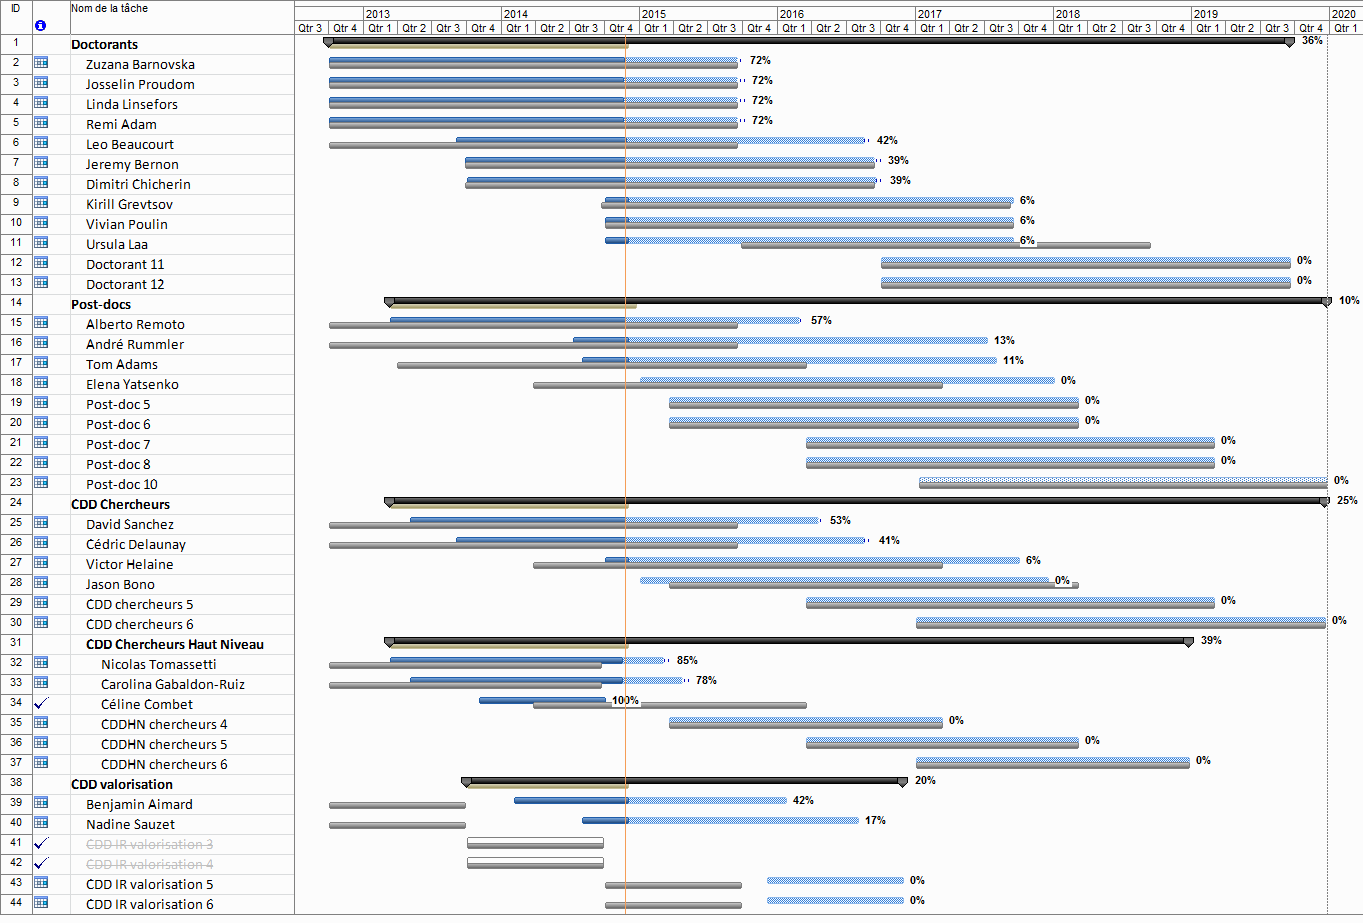 ID Nom de la tâche 2013 2014 2015 2016 2017 2018 2019 2020
Qtr 3 Qtr 4 Qtr 1 Qtr 2 Qtr 3 Qtr 4 Qtr 1 Qtr 2 Qtr 3 Qtr 4 Qtr 1 Qtr 2 Qtr 3 Qtr 4 Qtr 1 Qtr 2 Qtr 3 Qtr 4 Qtr 1 Qtr 2 Qtr 3 Qtr 4 Qtr 1 Qtr 2 Qtr 3 Qtr 4 Qtr 1 Qtr 2 Qtr 3 Qtr 4 Qtr 1
1 Doctorants 36%
2 Zuzana Barnovska 72%
3 Josselin Proudom 72%
4 Linda Linsefors 72%
5 Remi Adam 72%
6 Leo Beaucourt 42%
7 Jeremy Bernon 39%
8 Dimitri Chicherin 39%
9 Kirill Grevtsov 6%
10 Vivian Poulin 6%
11 Ursula Laa 6%
12 Doctorant 11 0%
13 Doctorant 12 0%
14 Post-docs 10%
15 Alberto Remoto 57%
16 André Rummler 13%
17 Tom Adams 11%
18 Elena Yatsenko 0%
19 Post-doc 5 0%
20 Post-doc 6 0%
21 Post-doc 7 0%
22 Post-doc 8 0%
23 Post-doc 10 0%
24 CDD Chercheurs 25%
25 David Sanchez 53%
26 Cédric Delaunay 41%
27 Victor Helaine 6%
28 Jason Bono 0%
29 CDD chercheurs 5 0%
30 CDD chercheurs 6 0%
31 CDD Chercheurs Haut Niveau 39%
32 Nicolas Tomassetti 85%
33 Carolina Gabaldon-Ruiz 78%
34 Céline Combet 100%
35 CDDHN chercheurs 4 0%
36 CDDHN chercheurs 5 0%
37 CDDHN chercheurs 6 0%
38 CDD valorisation 20%
39 Benjamin Aimard 42%
40 Nadine Sauzet 17%
41 CDD IR valorisation 3
42 CDD IR valorisation 4
43 CDD IR valorisation 5 0%
44 CDD IR valorisation 6 0%